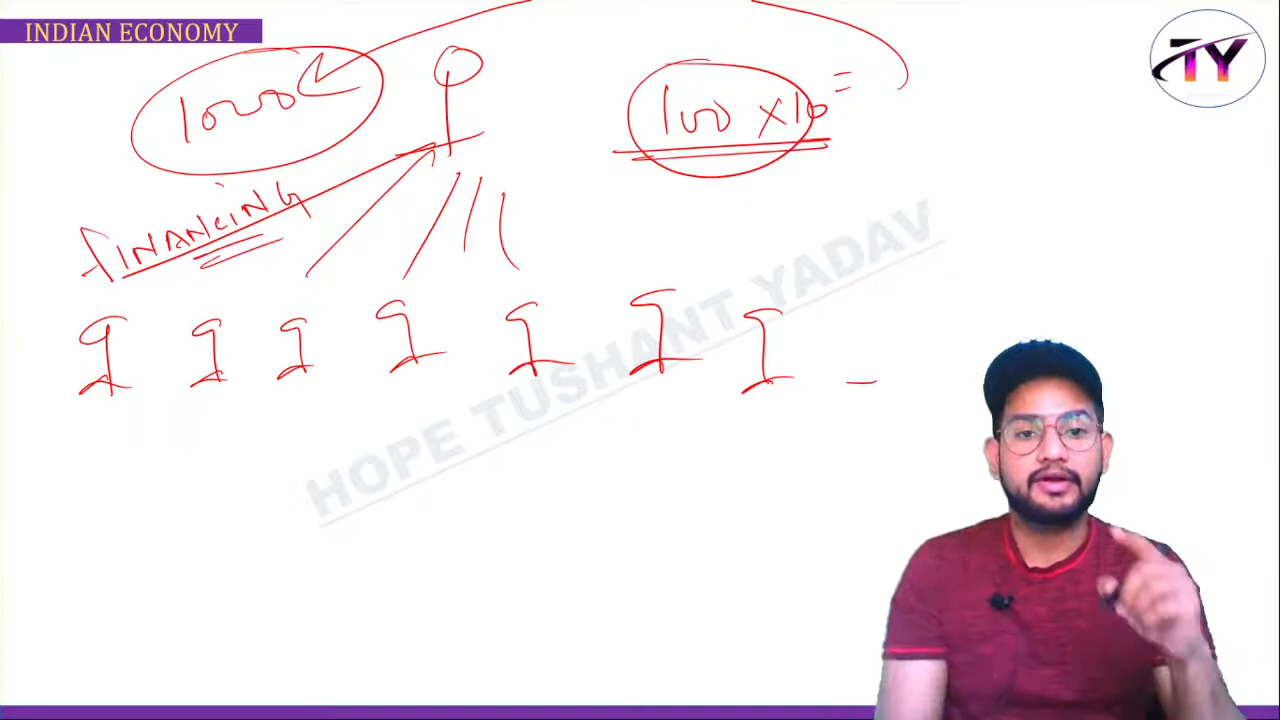 INDIAN ECONOMY
TY
1000
100 × 10 =
fINANCING
HOPE TUSHANT YADAV